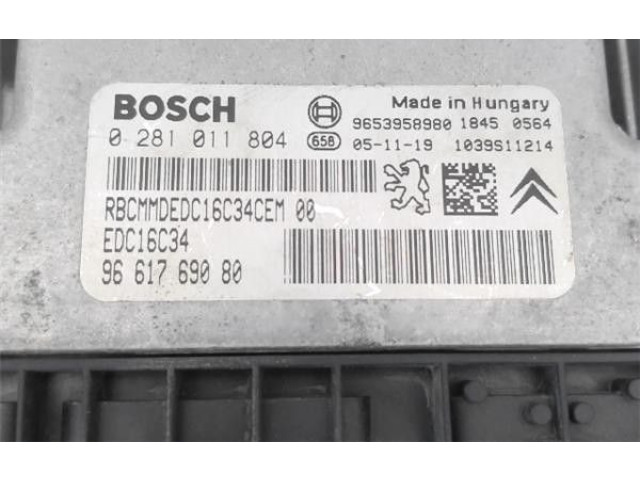 BOSCH
Made in Hungary
0 281 011 804
658
9653958980 1845 0564
05-11-19 1039S11214
RBCMMDEDC16C34CEM 00
EDC16C34
96 617 690 80